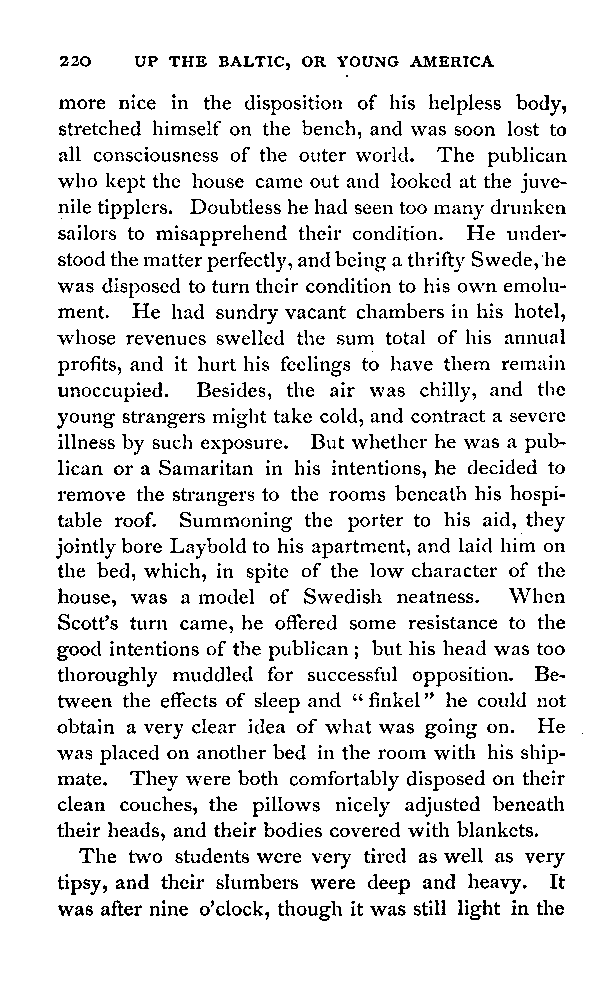 220 UP THE BALTIC, OR YOUNG AMERICA
more nice in the disposition of his helpless body,
stretched himself on the bench, and was soon lost to
all consciousness of the outer world. The publican
who kept the house came out and looked at the juve-
nile tipplers. Doubtless he had seen too many drunken
sailors to misapprehend their condition. He under-
stood the matter perfectly, and being a thrifty Swede, he
was disposed to turn their condition to his own emolu-
ment. He had sundry vacant chambers in his hotel,
whose revenues swelled the sum total of his annual
profits, and it hurt his feelings to have them remain
unoccupied. Besides, the air was chilly, and the
young strangers might take cold, and contract a severe
illness by such exposure. But whether he was a pub-
lican or a Samaritan in his intentions, he decided to
remove the strangers to the rooms beneath his hospi-
table roof. Summoning the porter to his aid, they
jointly bore Laybold to his apartment, and laid him on
the bed, which, in spite of the low character of the
house, was a model of Swedish neatness. When
Scott's turn came, he offered some resistance to the
good intentions of the publican; but his head was too
thoroughly muddled for successful opposition. Be-
tween the effects of sleep and "finkel" he could not
obtain a very clear idea of what was going on. He
was placed on another bed in the room with his ship-
mate. They were both comfortably disposed on their
clean couches, the pillows nicely adjusted beneath
their heads, and their bodies covered with blankets.
The two students were very tired as well as very
tipsy, and their slumbers were deep and heavy. It
was after nine o'clock, though it was still light in the